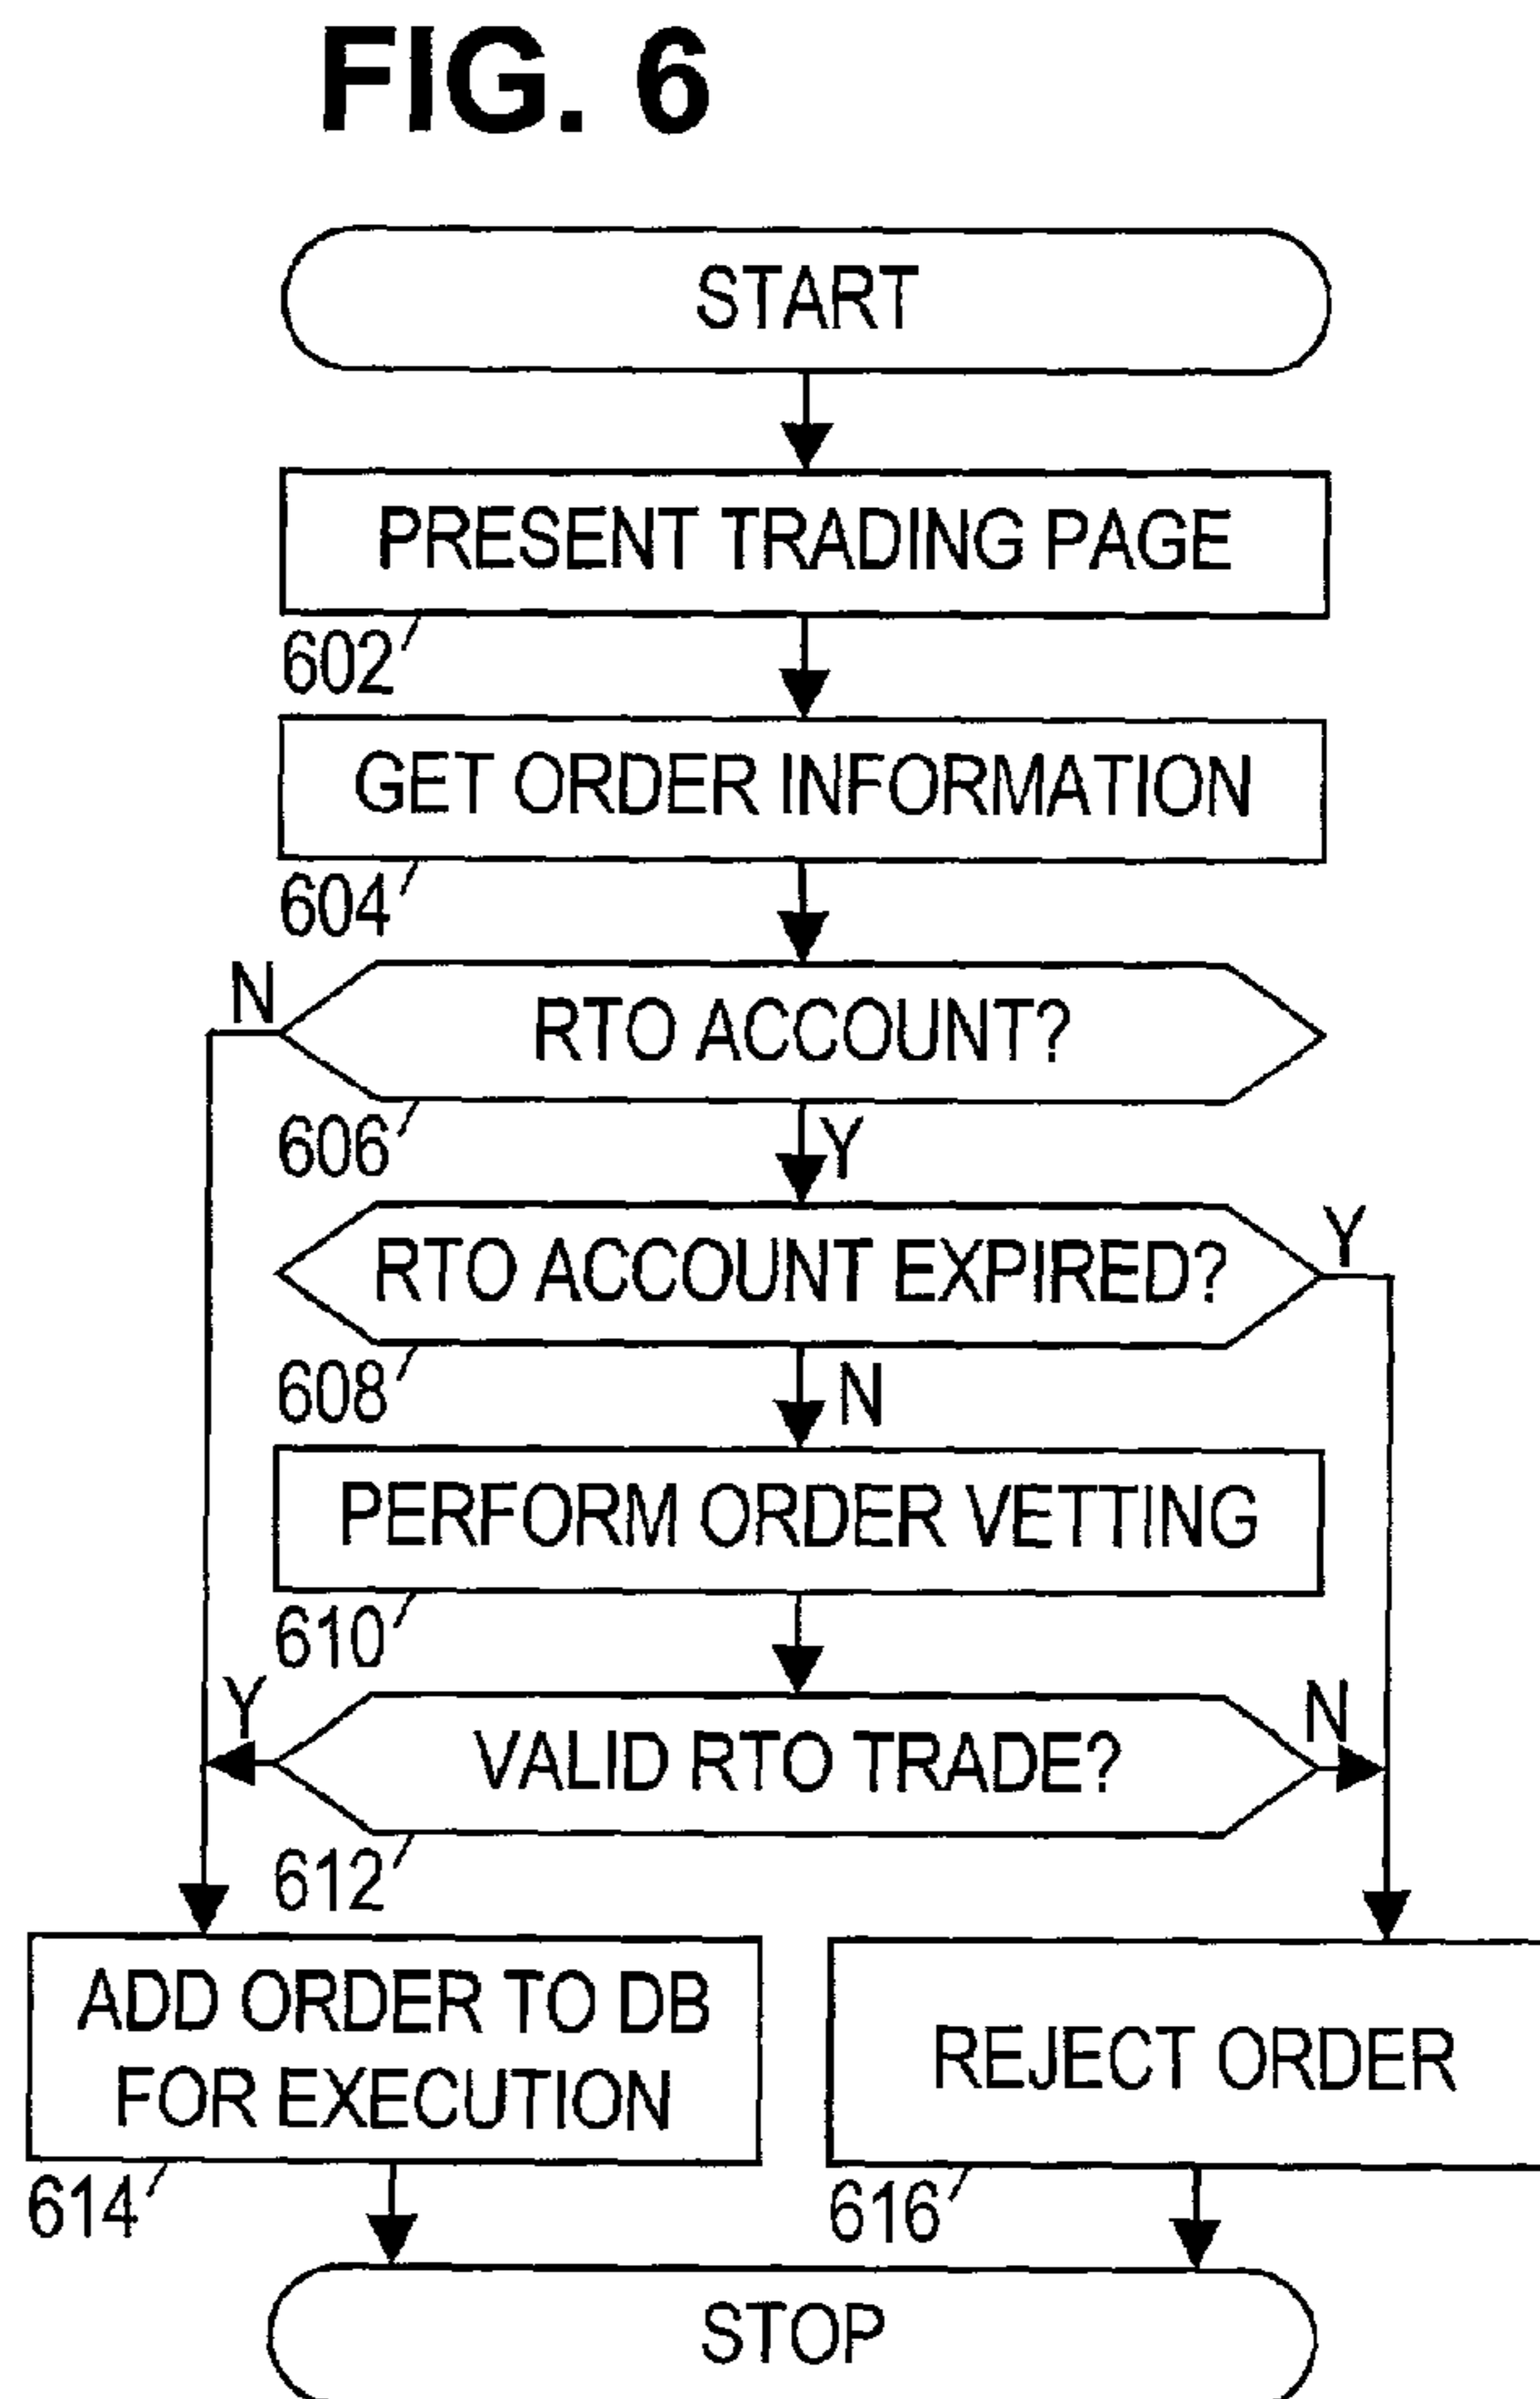 FIG. 6
START
PRESENT TRADING PAGE
602
GET ORDER INFORMATION
604
N
RTO ACCOUNT?
606
Y
RTO ACCOUNT EXPIRED?
Y
608
N
PERFORM ORDER VETTING
610
Y
VALID RTO TRADE?
N
612
ADD ORDER TO DB
FOR EXECUTION
614
REJECT ORDER
616
STOP